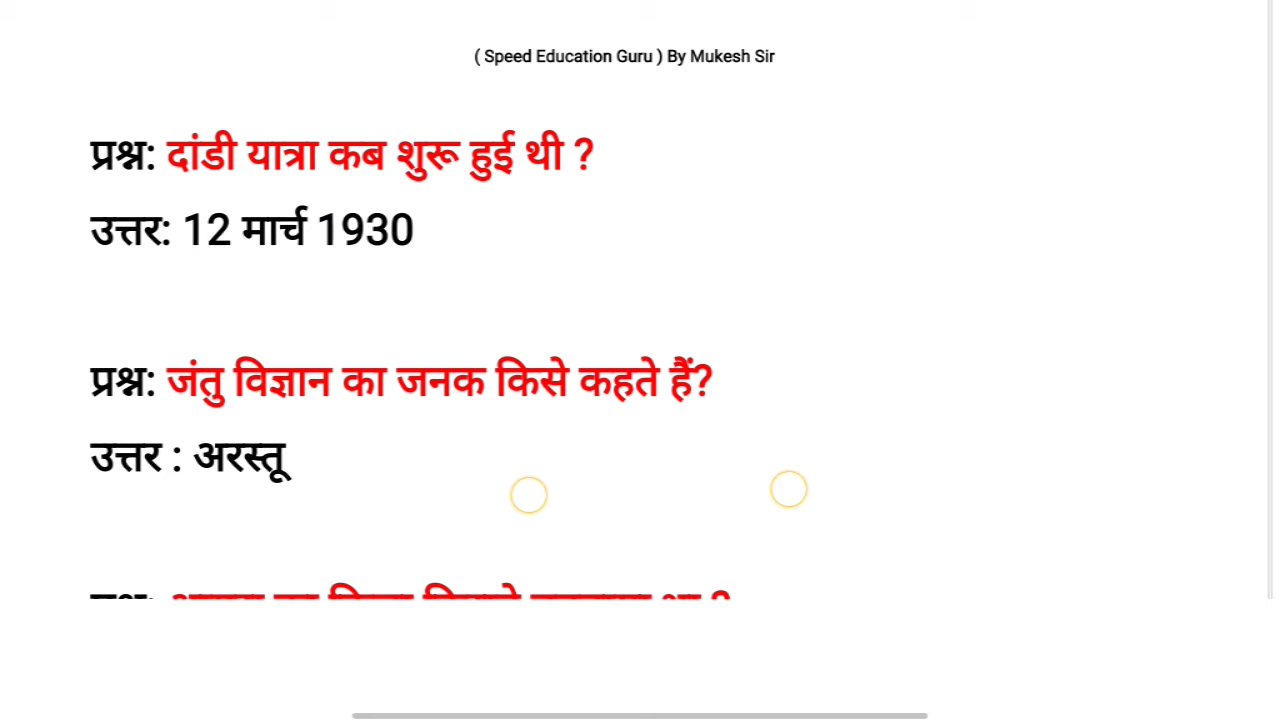 ( Speed Education Guru ) By Mukesh Sir
प्रश्न: दांडी यात्रा कब शुरू हुई थी ?
उत्तर: 12 मार्च 1930
प्रश्न: जंतु विज्ञान का जनक किसे कहते हैं?
उत्तर : अरस्तू